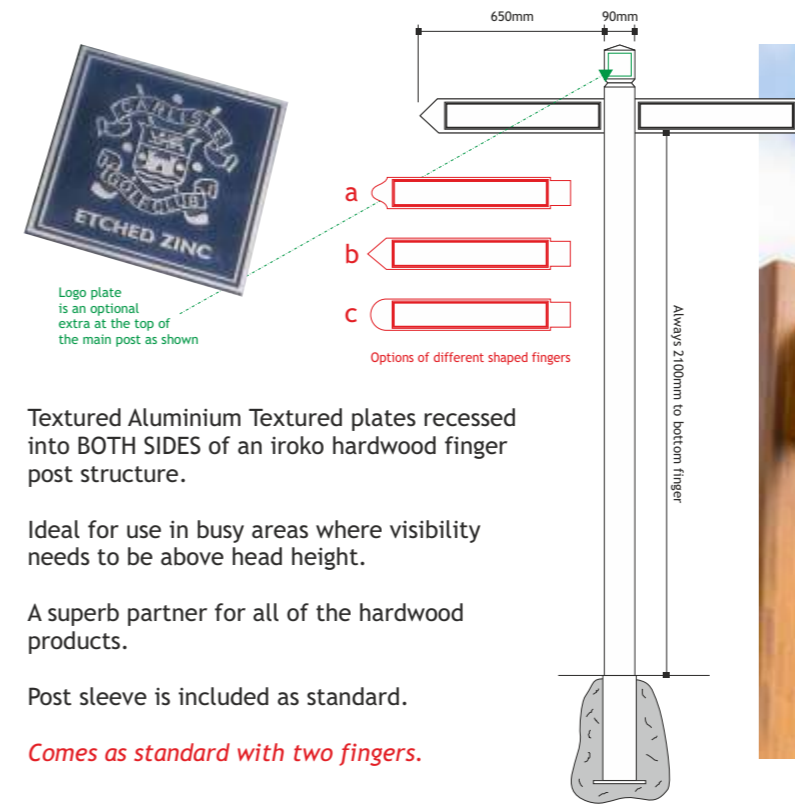 650mm
90mm
CARLISLE
GOLF CLUB
ETCHED ZINC
a
b
c
Logo plate
is an optional
extra at the top of
the main post as shown
Options of different shaped fingers
Always 2100mm to bottom finger
Textured Aluminium Textured plates recessed
into BOTH SIDES of an iroko hardwood finger
post structure.
Ideal for use in busy areas where visibility
needs to be above head height.
A superb partner for all of the hardwood
products.
Post sleeve is included as standard.
Comes as standard with two fingers.